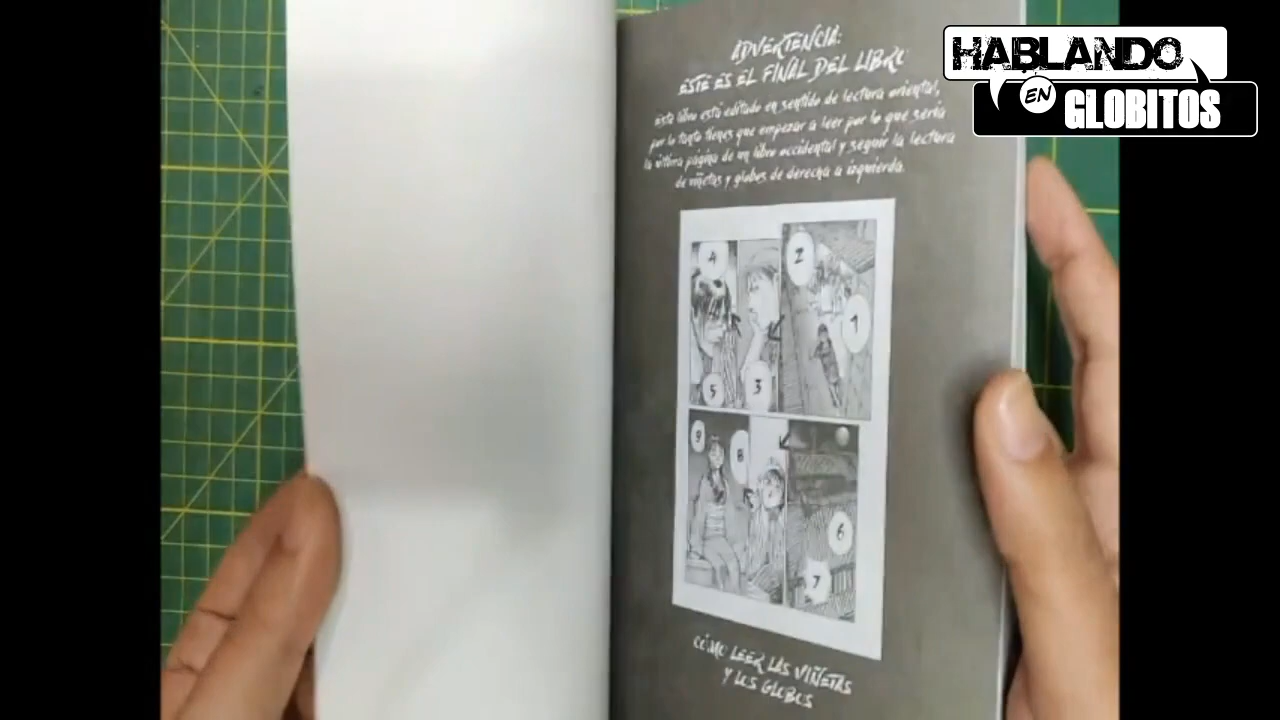 HABLANDO
EN
GLOBITOS
ADVERTENCIA:
ESTE ES EL FINAL DEL LIBRO
Este libro está editado en sentido de lectura oriental,
por lo tanto tienes que empezar a leer por lo que sería
la última página de un libro occidental y seguir la lectura
de viñetas y globos de derecha a izquierda.
2
1
4
3
5
6
7
8
9
CÓMO LEER LAS VIÑETAS
Y LOS GLOBOS